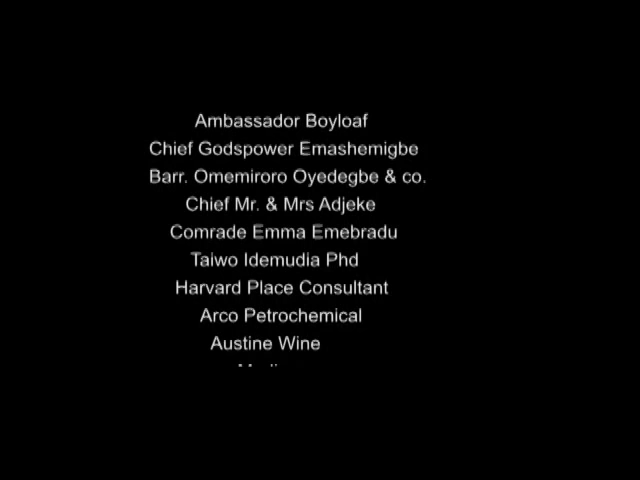 Ambassador Boyloaf
Chief Godspower Emashemigbe
Barr. Omemiroro Oyedegbe & co.
Chief Mr. & Mrs Adjeke
Comrade Emma Emebradu
Taiwo Idemudia Phd
Harvard Place Consultant
Arco Petrochemical
Austine Wine